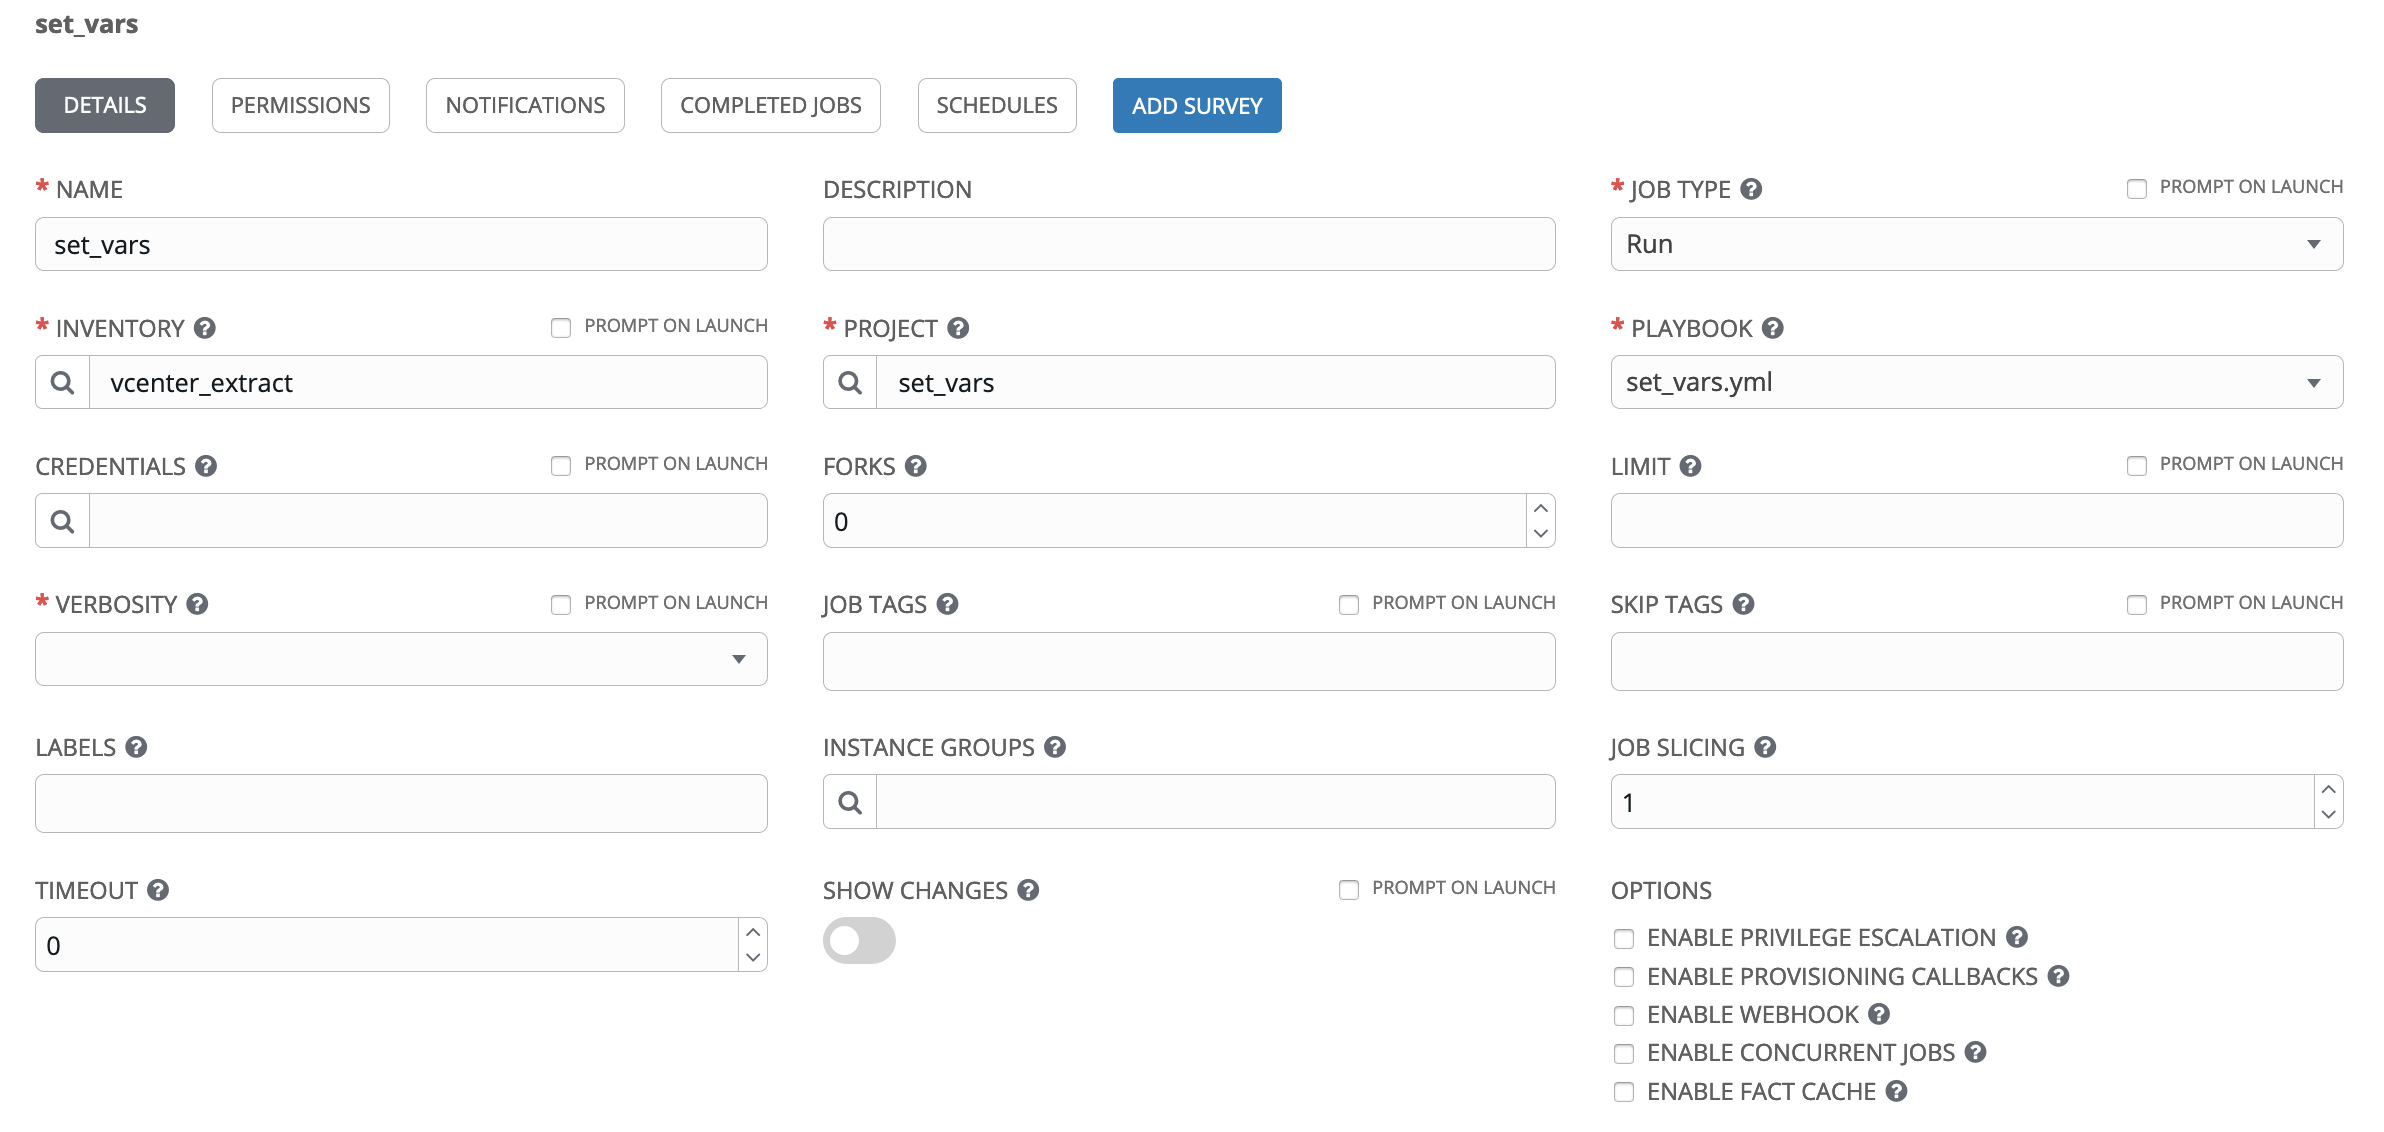 set_vars
DETAILS PERMISSIONS NOTIFICATIONS COMPLETED JOBS SCHEDULES ADD SURVEY
* NAME DESCRIPTION * JOB TYPE ? PROMPT ON LAUNCH
set_vars Run
* INVENTORY ? PROMPT ON LAUNCH * PROJECT ? * PLAYBOOK ?
vcenter_extract set_vars set_vars.yml
CREDENTIALS ? PROMPT ON LAUNCH FORKS ? LIMIT ? PROMPT ON LAUNCH
0
* VERBOSITY ? PROMPT ON LAUNCH JOB TAGS ? PROMPT ON LAUNCH SKIP TAGS ? PROMPT ON LAUNCH
LABELS ? INSTANCE GROUPS ? JOB SLICING ?
1
TIMEOUT ? SHOW CHANGES ? PROMPT ON LAUNCH OPTIONS
0
ENABLE PRIVILEGE ESCALATION ?
ENABLE PROVISIONING CALLBACKS ?
ENABLE WEBHOOK ?
ENABLE CONCURRENT JOBS ?
ENABLE FACT CACHE ?